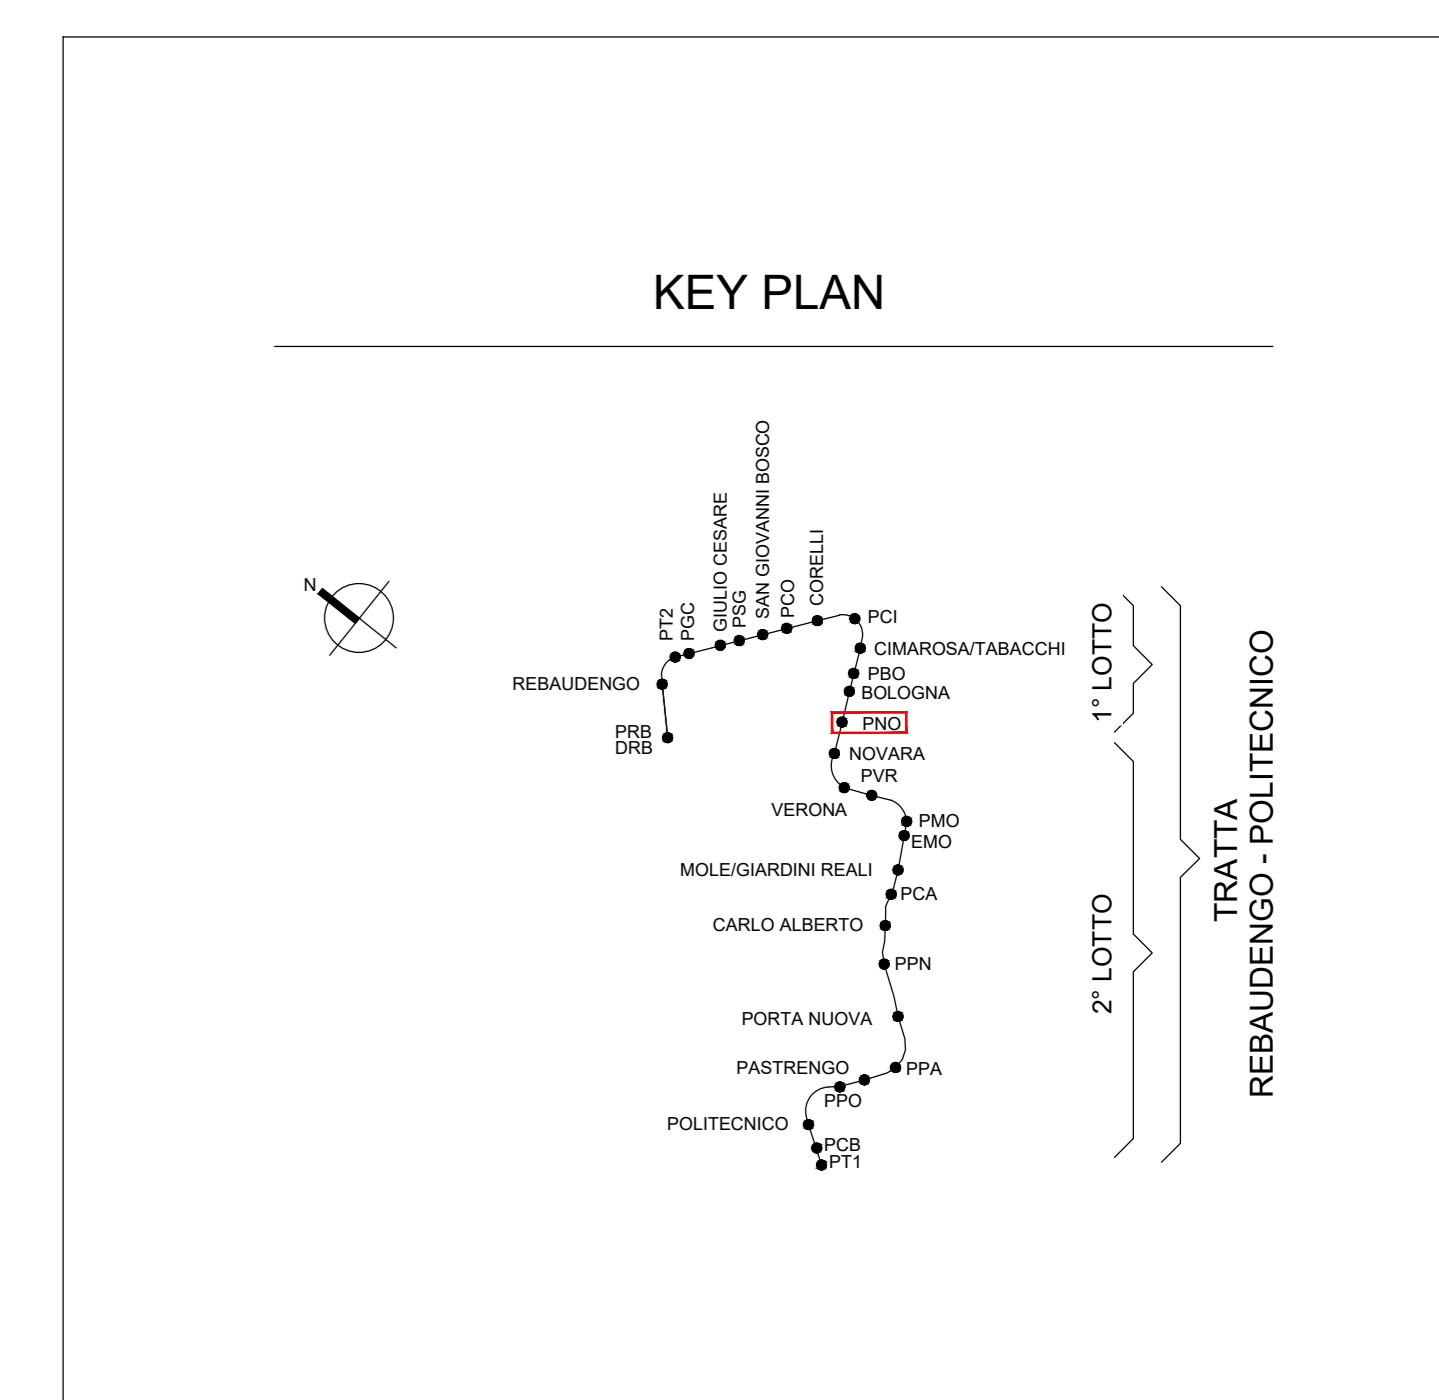 KEY PLAN
N
REBAUDENGO
PRB
DRB
PT2
PGC
GIULIO CESARE
PSG
SAN GIOVANNI BOSCO
PCO
CORELLI
PCI
CIMAROSA/TABACCHI
PBO
BOLOGNA
PNO
NOVARA
PVR
VERONA
PMO
EMO
MOLE/GIARDINI REALI
PCA
CARLO ALBERTO
PPN
PORTA NUOVA
PASTRENGO
PPA
PPO
POLITECNICO
PCB
PT1
1° LOTTO
2° LOTTO
TRATTA
REBAUDENGO - POLITECNICO